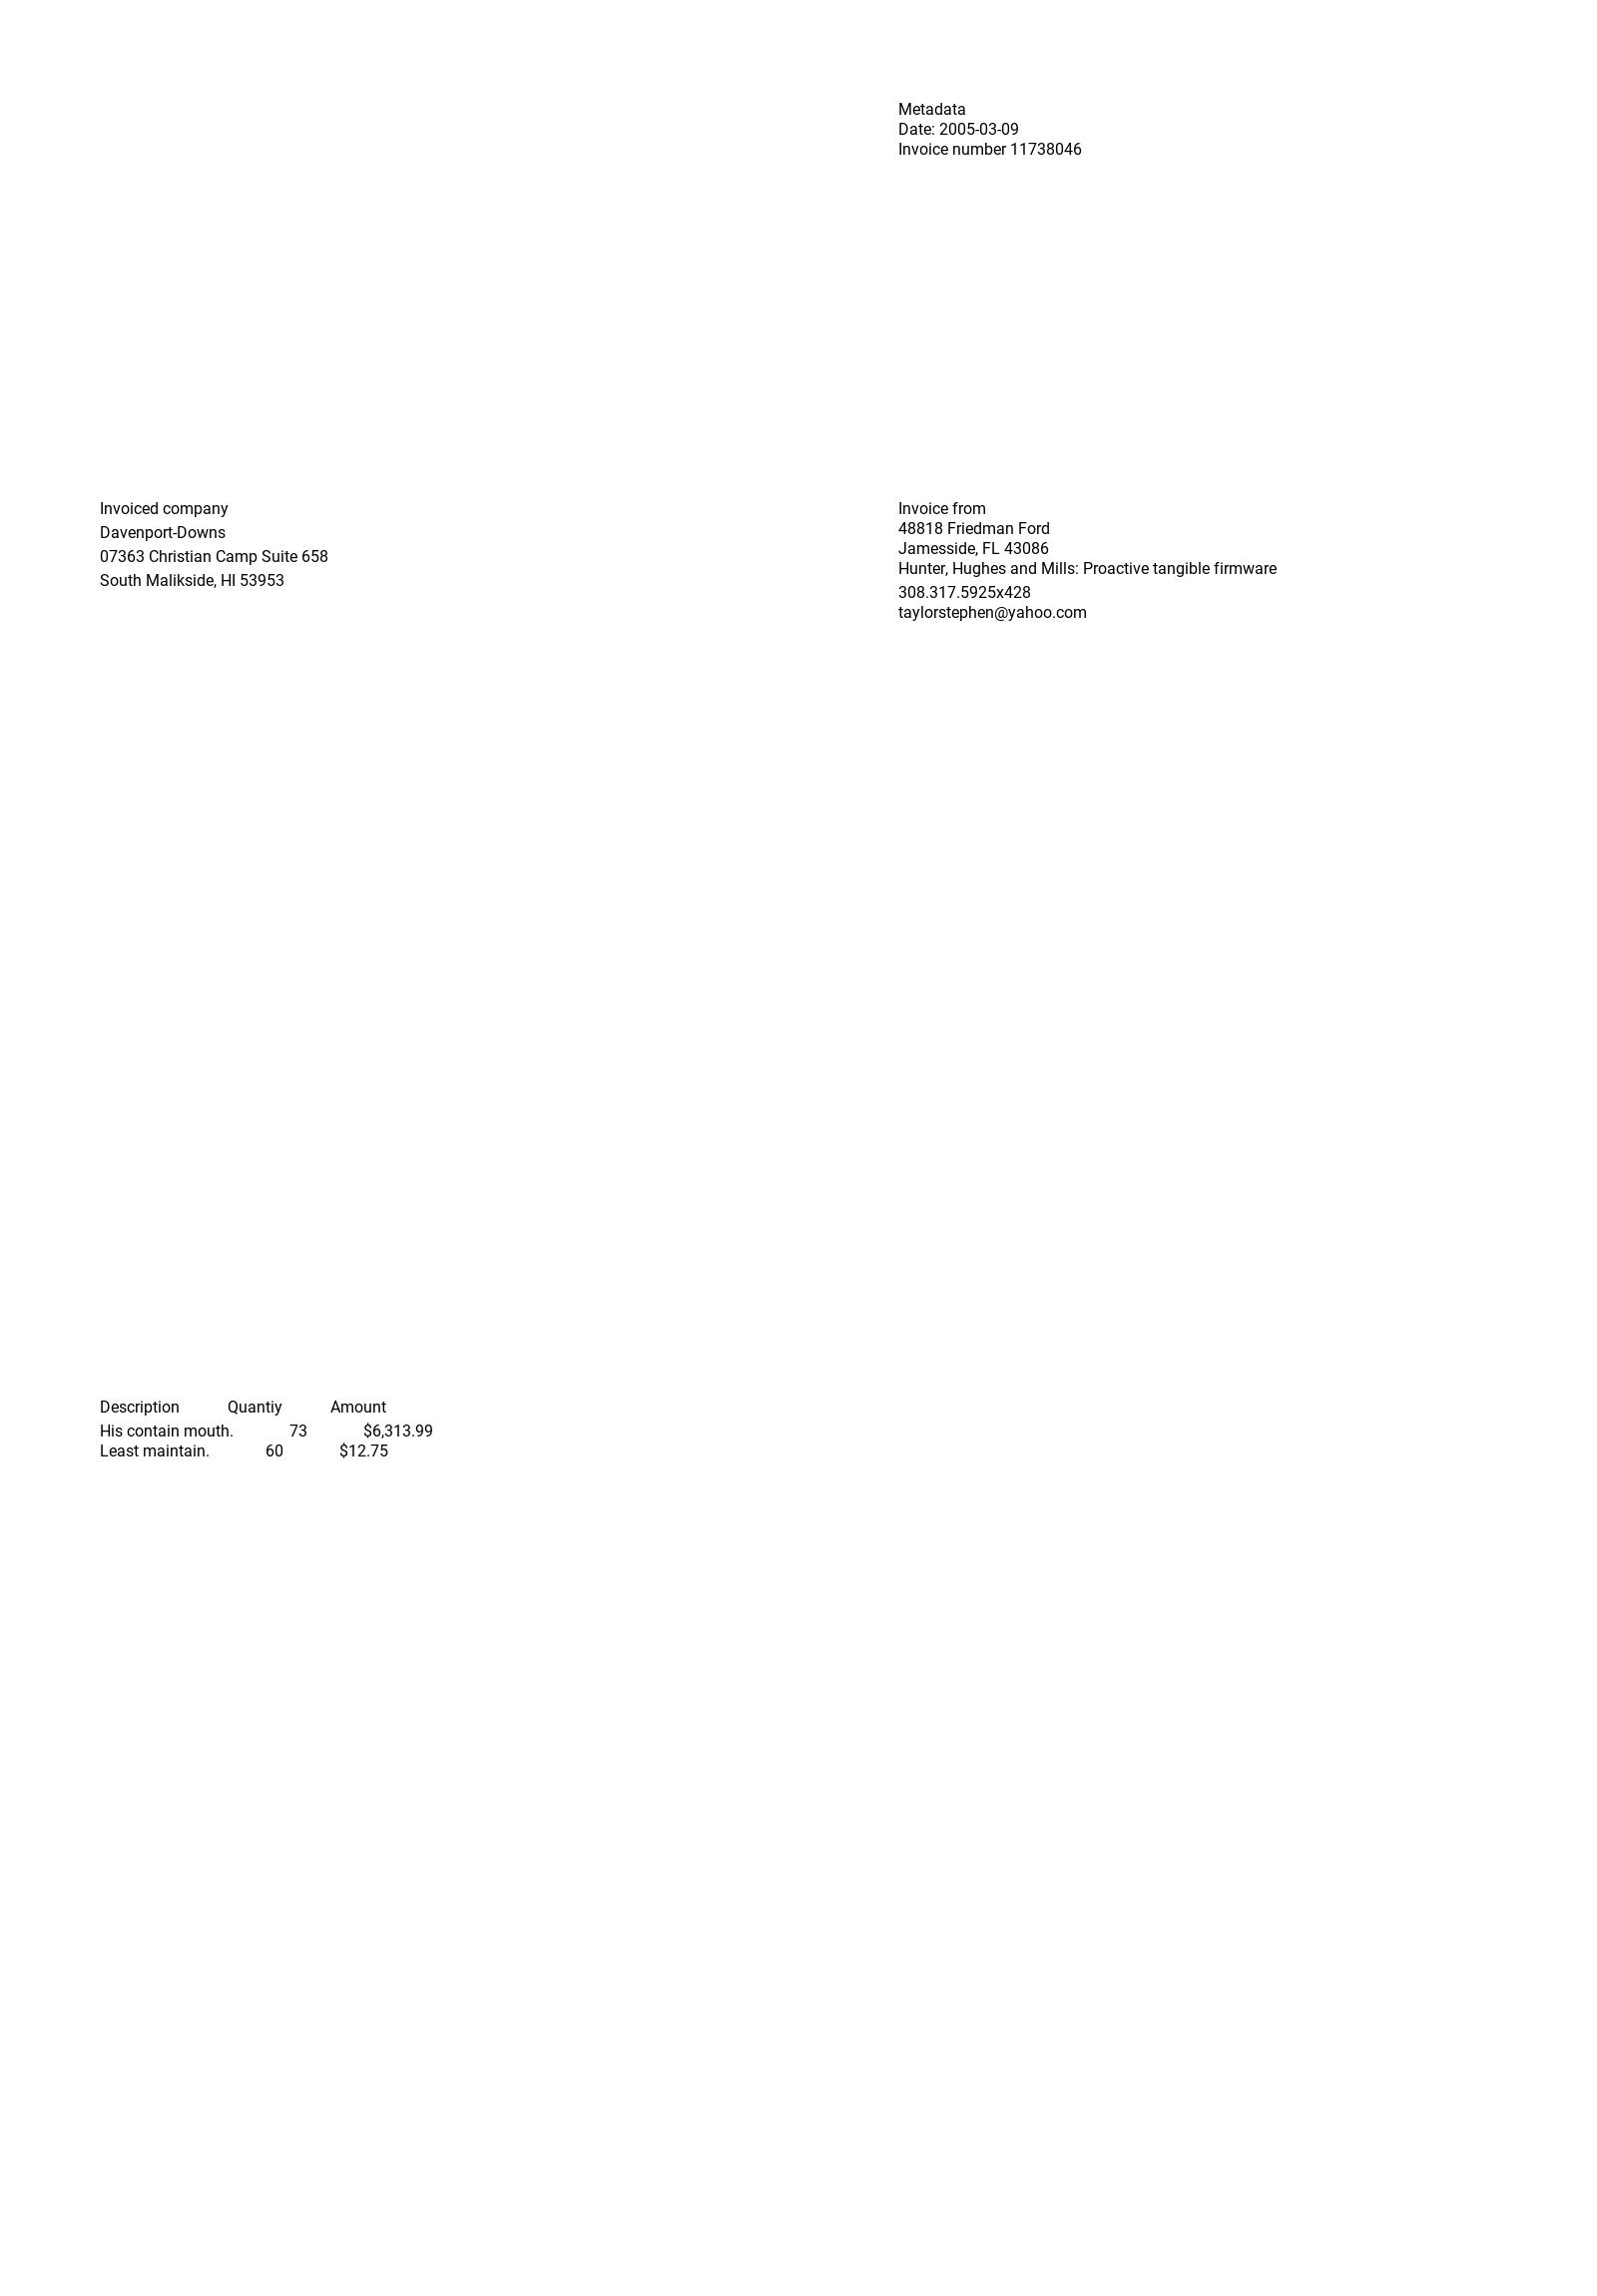 Metadata
Date: 2005-03-09
Invoice number 11738046
Invoiced company
Davenport-Downs
07363 Christian Camp Suite 658
South Malikside, HI 53953
Invoice from
48818 Friedman Ford
Jamesside, FL 43086
Hunter, Hughes and Mills: Proactive tangible firmware
308.317.5925x428
taylorstephen@yahoo.com
Description Quantiy Amount
His contain mouth. 73 $6,313.99
Least maintain. 60 $12.75